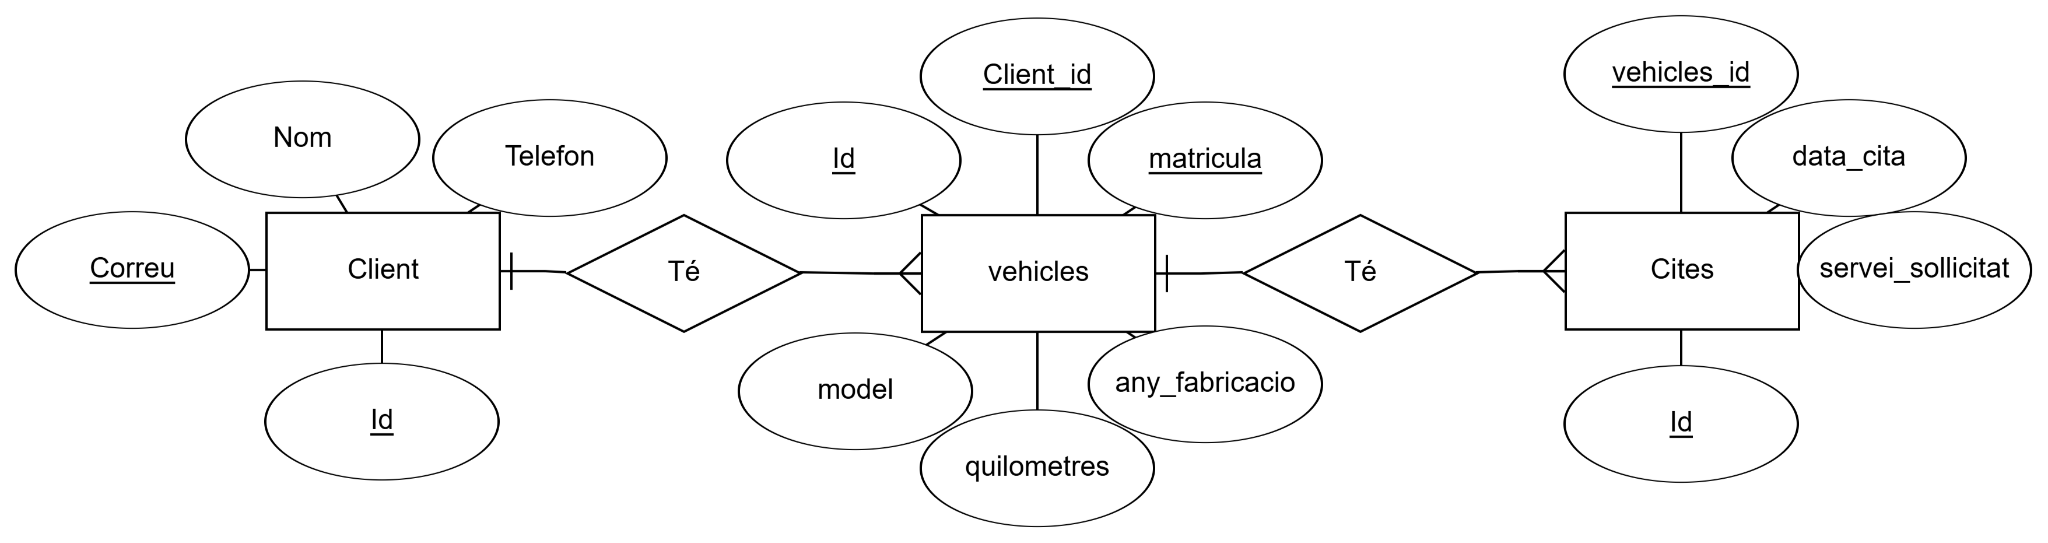 Nom
Telefon
Correu
Client
Id
Té
Client_id
Id
matricula
vehicles
model
any_fabricacio
quilometres
Té
vehicles_id
data_cita
servei_sollicitat
Cites
Id